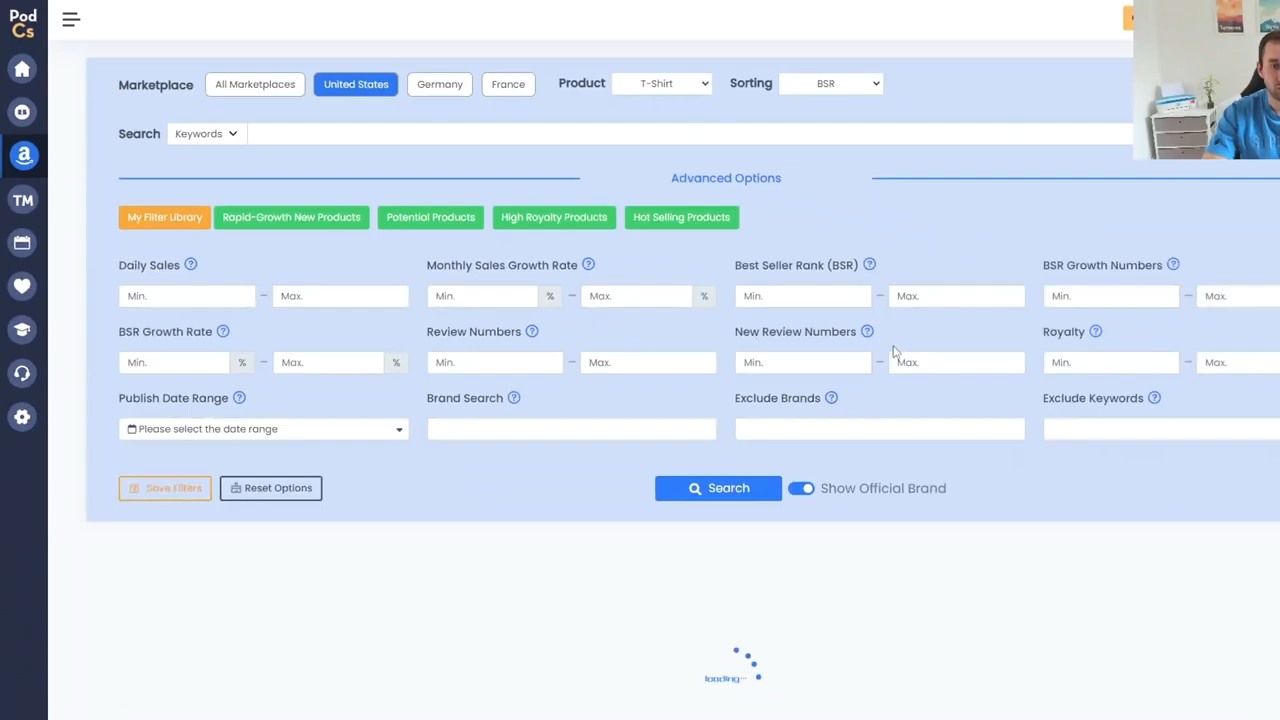 Pod
Cs
Marketplace All Marketplaces United States Germany France Product T-Shirt Sorting BSR
Search Keywords
Advanced Options
My Filter Library Rapid-Growth New Products Potential Products High Royalty Products Hot Selling Products
Daily Sales Monthly Sales Growth Rate Best Seller Rank (BSR) BSR Growth Numbers
Min. – Max. Min. % – Max. % Min. – Max. Min. – Max.
BSR Growth Rate Review Numbers New Review Numbers Royalty
Min. % – Max. % Min. – Max. Min. – Max. Min. – Max.
Publish Date Range Brand Search Exclude Brands Exclude Keywords
Please select the date range
Save Filters Reset Options Search Show Official Brand
loading...
TM